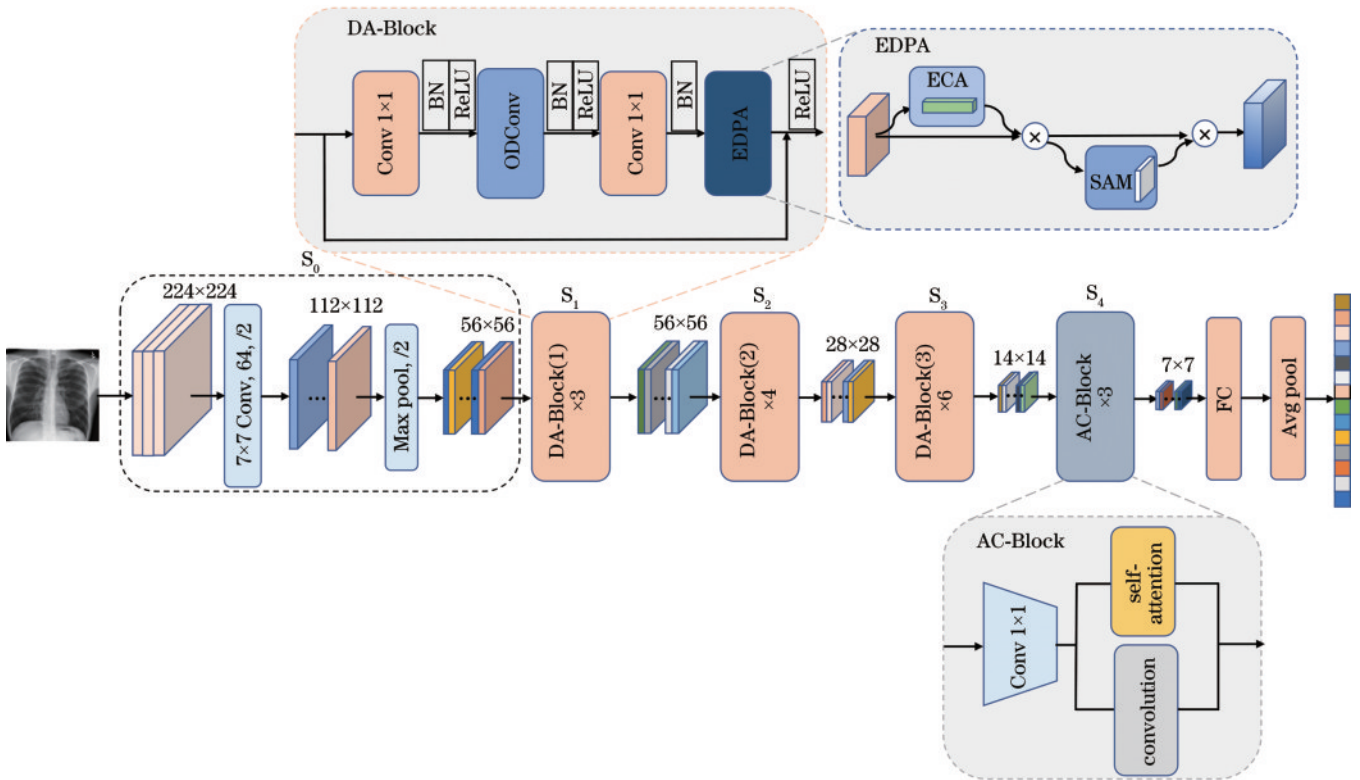 DA-Block
Conv 1×1
BN
ReLU
ODConv
BN
ReLU
Conv 1×1
BN
EDPA
ReLU
EDPA
ECA
×
SAM
×
S₀
224×224
7×7 Conv, 64, /2
112×112
Max pool, /2
56×56
S₁
DA-Block(1)
×3
56×56
S₂
DA-Block(2)
×4
28×28
S₃
DA-Block(3)
×6
14×14
S₄
AC-Block
×3
7×7
FC
Avg pool
AC-Block
Conv 1×1
self-
attention
convolution